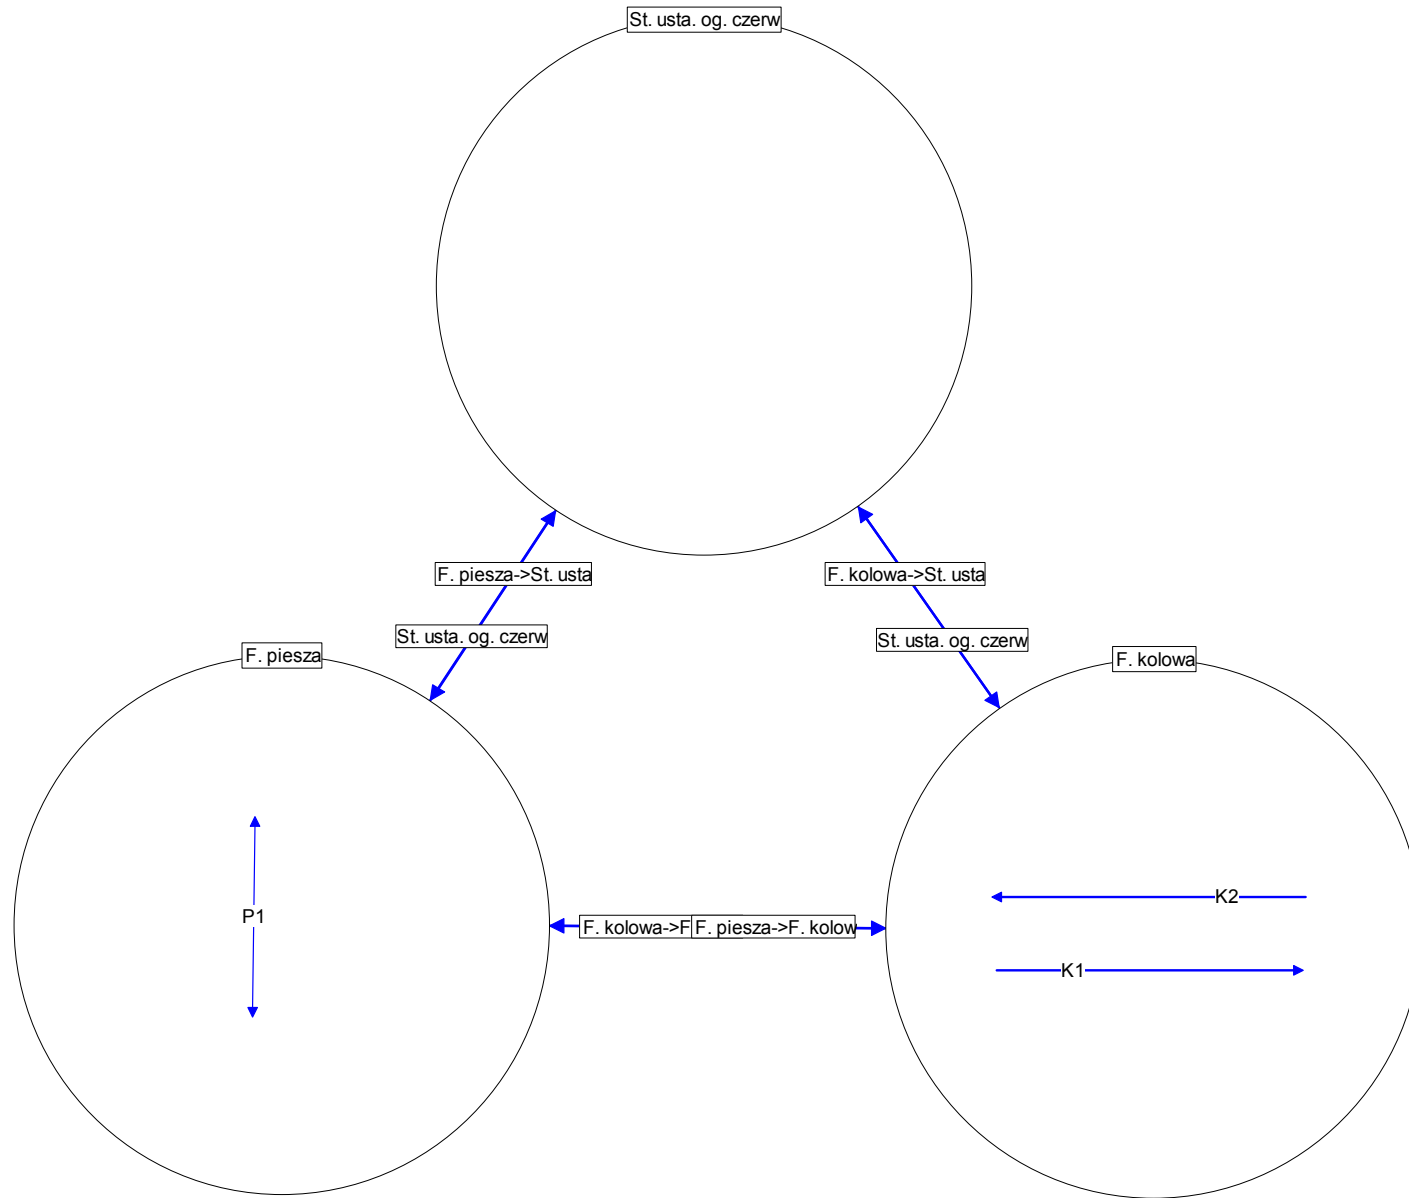 St. usta. og. czerw
F. piesza->St. usta
F. kolowa->St. usta
St. usta. og. czerw
St. usta. og. czerw
F. piesza
F. kolowa
P1
K2
F. kolowa->F
F. piesza->F. kolow
K1